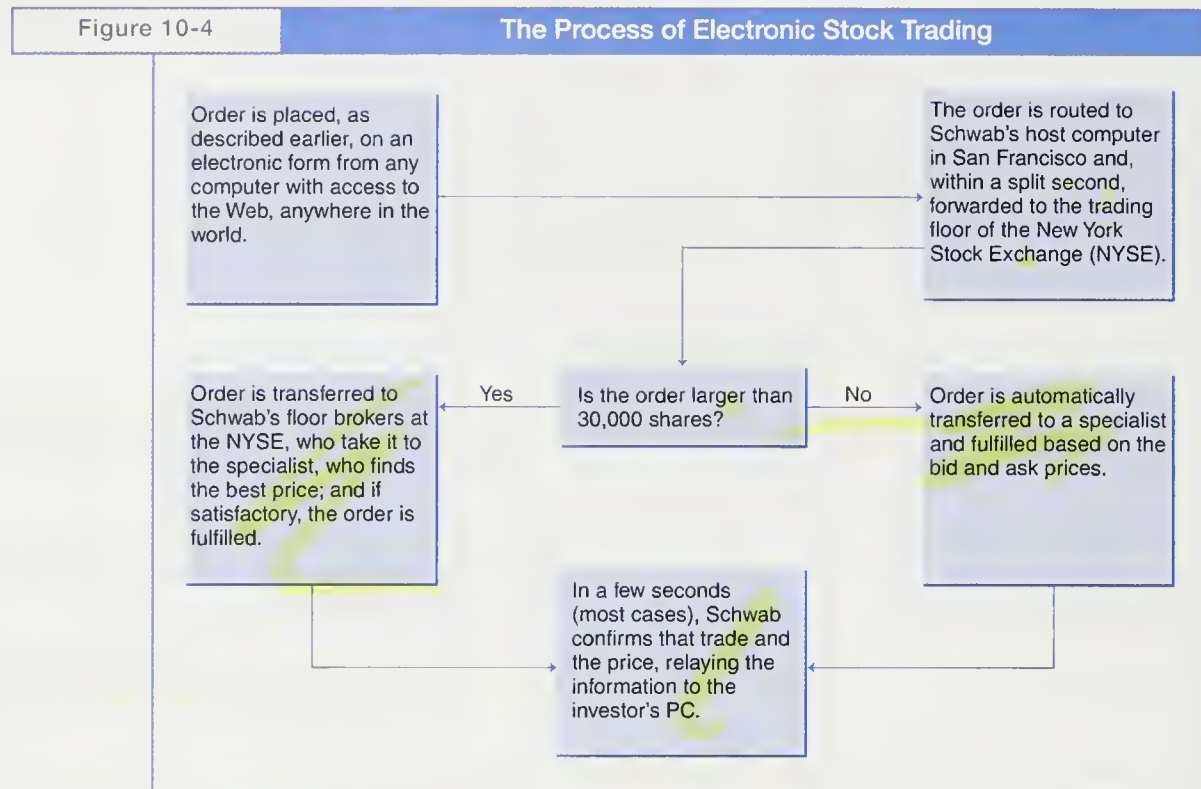 Figure 10-4
The Process of Electronic Stock Trading
Order is placed, as
described earlier, on an
electronic form from any
computer with access to
the Web, anywhere in the
world.
The order is routed to
Schwab's host computer
in San Francisco and,
within a split second,
forwarded to the trading
floor of the New York
Stock Exchange (NYSE).
Order is transferred to
Schwab's floor brokers at
the NYSE, who take it to
the specialist, who finds
the best price; and if
satisfactory, the order is
fulfilled.
Yes
Is the order larger than
30,000 shares?
No
Order is automatically
transferred to a specialist
and fulfilled based on the
bid and ask prices.
In a few seconds
(most cases), Schwab
confirms that trade and
the price, relaying the
information to the
investor's PC.